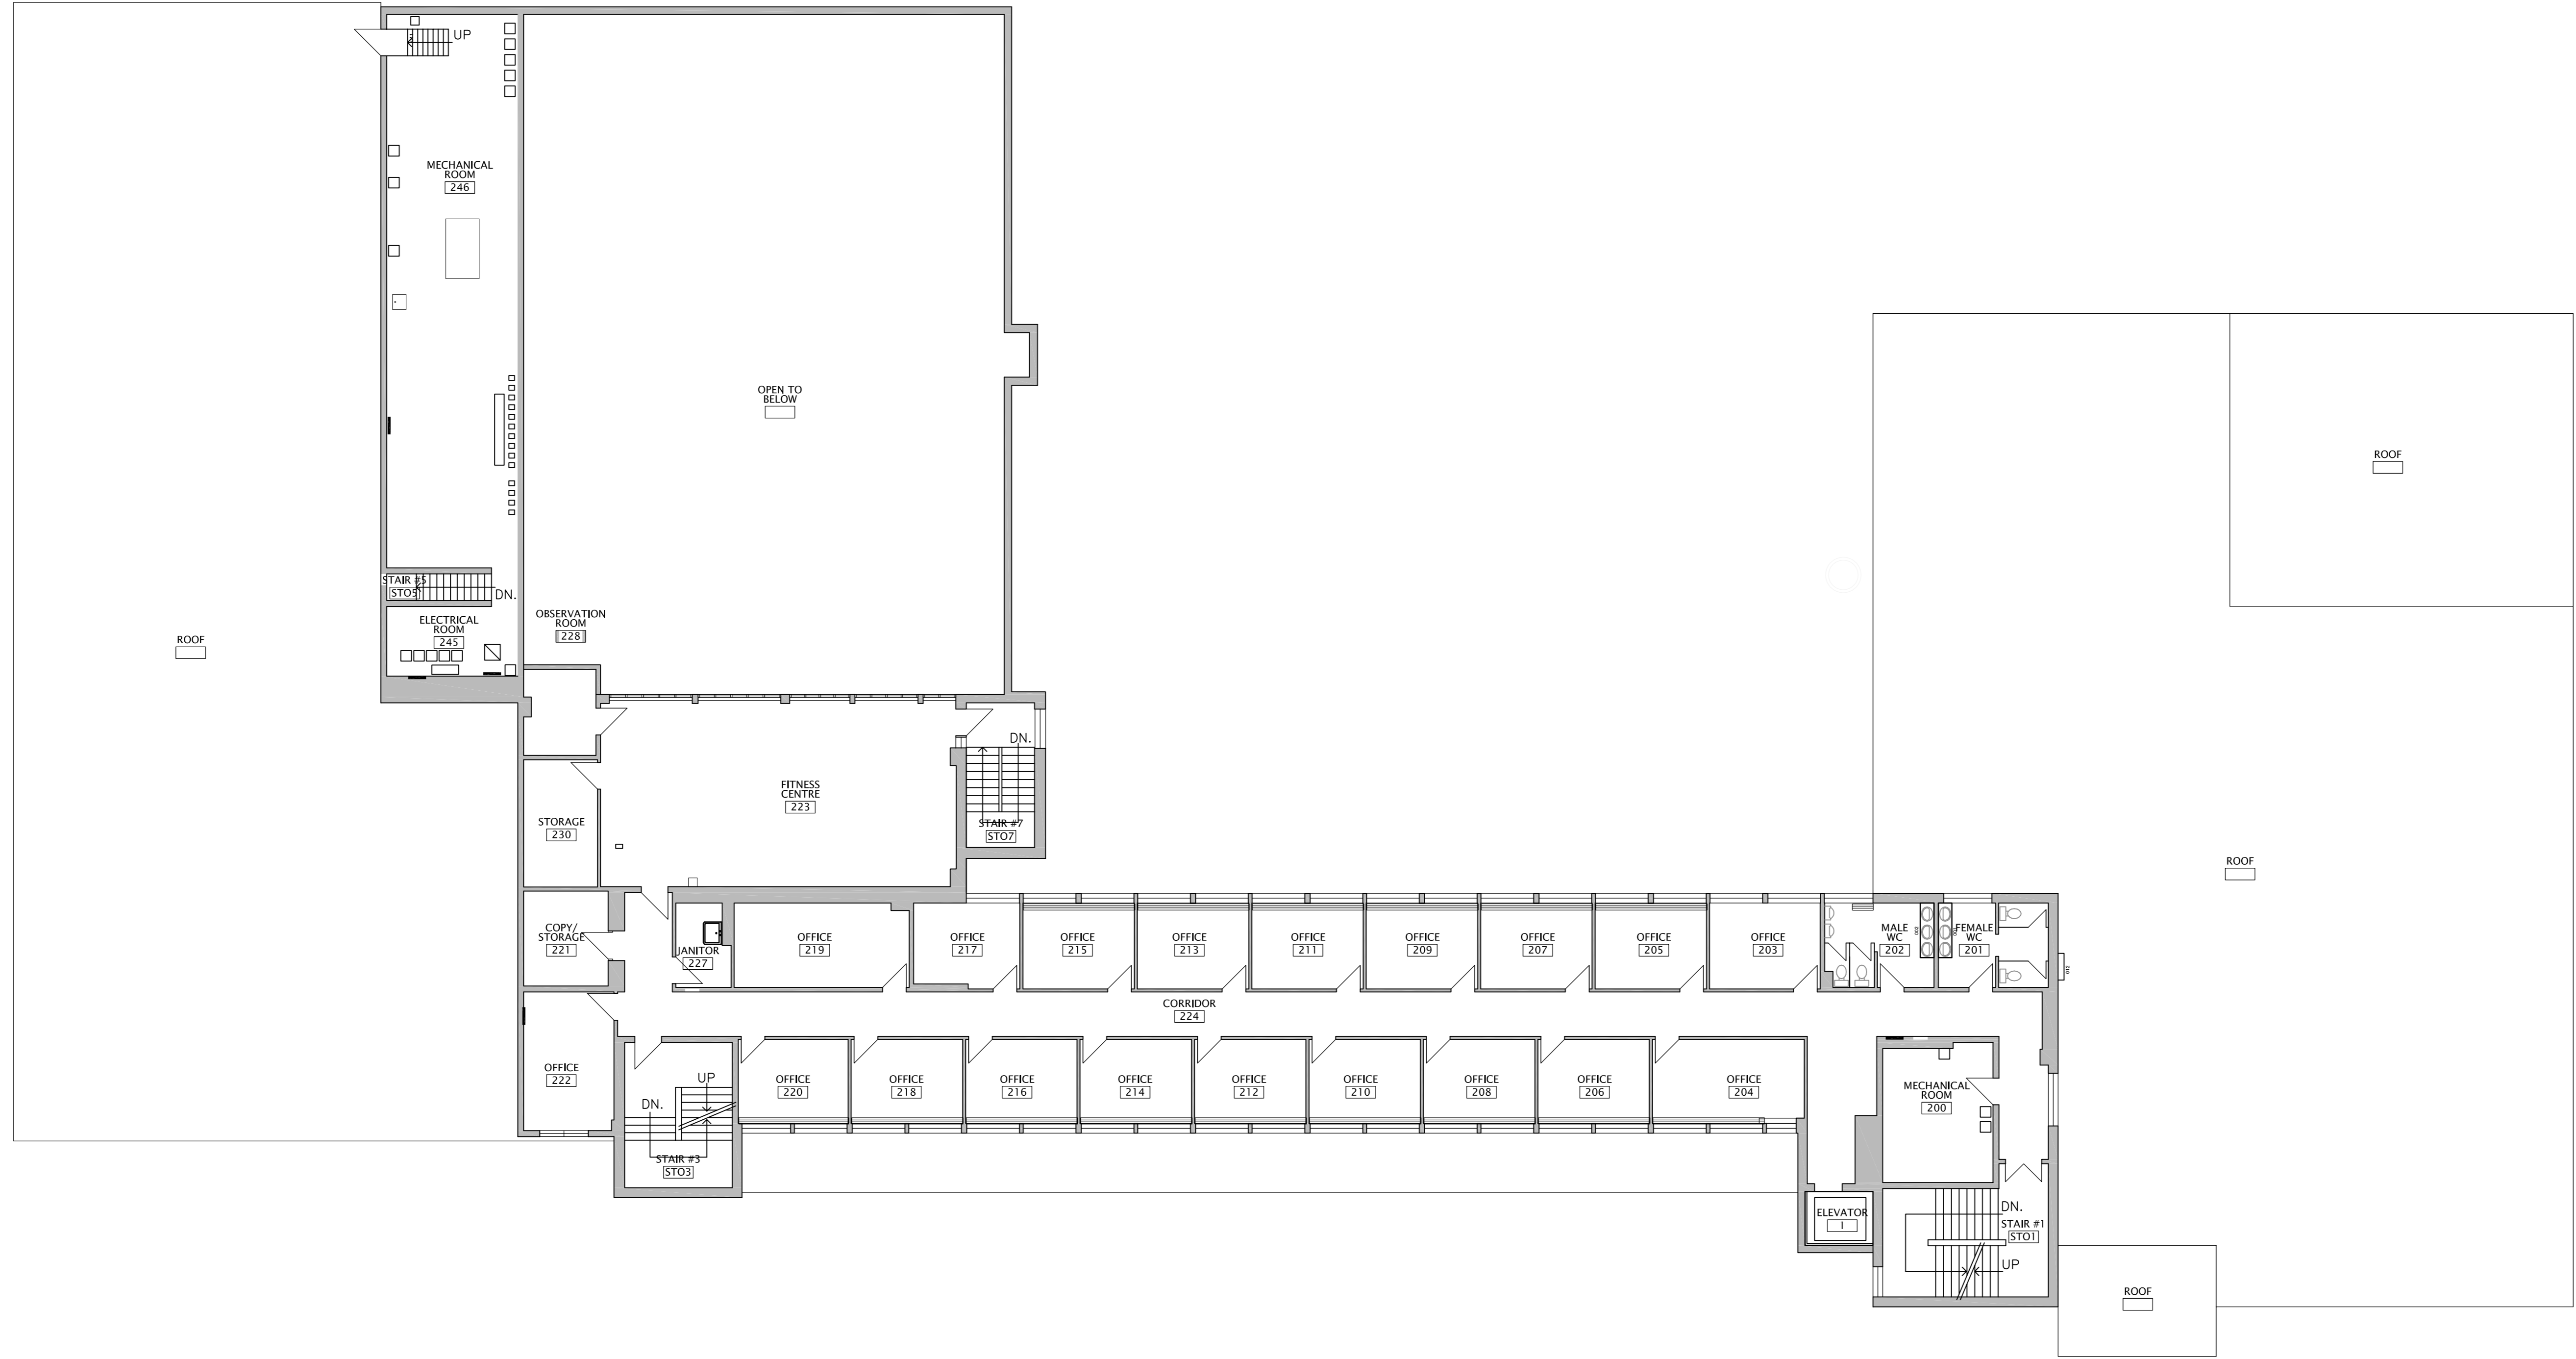 UP
MECHANICAL
ROOM
246
OPEN TO
BELOW
ROOF
STAIR #5
STO5
DN.
OBSERVATION
ROOM
228
ELECTRICAL
ROOM
245
ROOF
DN.
FITNESS
CENTRE
223
STORAGE
230
STAIR #7
STO7
ROOF
COPY/
STORAGE
221
JANITOR
227
OFFICE
219
OFFICE
217
OFFICE
215
OFFICE
213
OFFICE
211
OFFICE
209
OFFICE
207
OFFICE
205
OFFICE
203
MALE
WC
202
FEMALE
WC
201
CORRIDOR
224
OFFICE
222
UP
DN.
STAIR #3
STO3
OFFICE
220
OFFICE
218
OFFICE
216
OFFICE
214
OFFICE
212
OFFICE
210
OFFICE
208
OFFICE
206
OFFICE
204
MECHANICAL
ROOM
200
ELEVATOR
1
DN.
STAIR #1
STO1
UP
ROOF